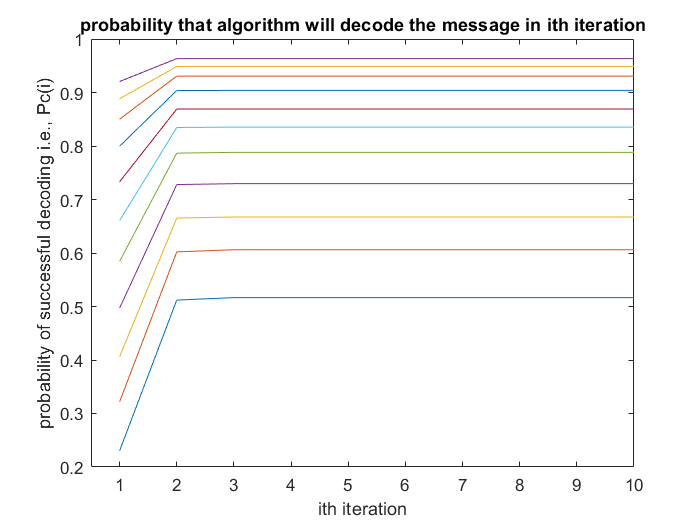 probability that algorithm will decode the message in ith iteration
probability of successful decoding i.e., Pc(i)
1
0.9
0.8
0.7
0.6
0.5
0.4
0.3
0.2
1 2 3 4 5 6 7 8 9 10
ith iteration